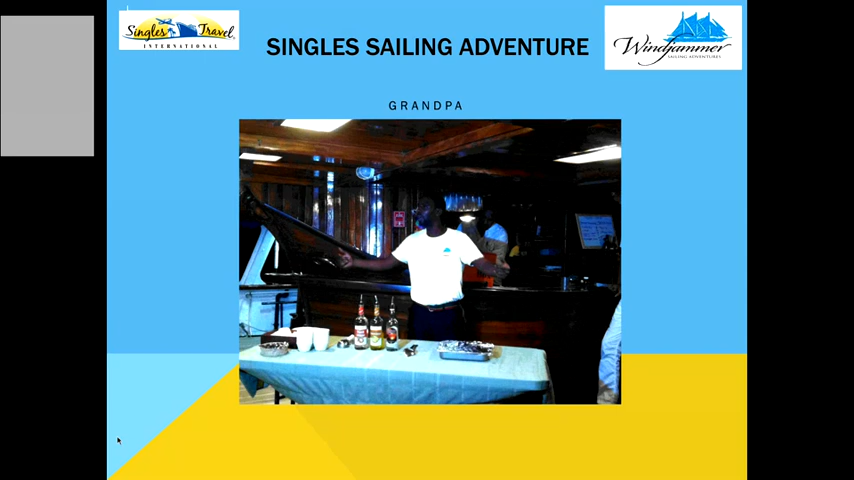 Singles Travel
INTERNATIONAL
SINGLES SAILING ADVENTURE
Windjammer
SAILING ADVENTURES
GRANDPA